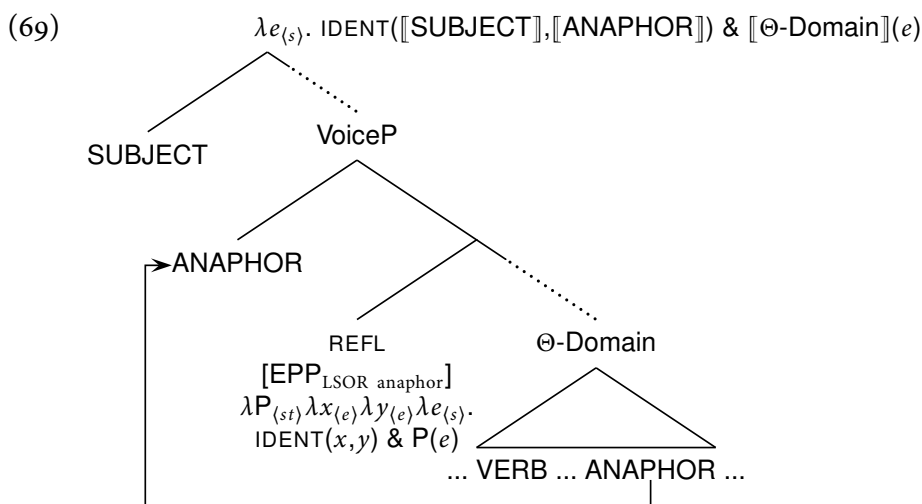 (69) λe⟨s⟩. IDENT(⟦SUBJECT⟧,⟦ANAPHOR⟧) & ⟦Θ-Domain⟧(e)
SUBJECT VoiceP
ANAPHOR
REFL Θ-Domain
[EPP_LSOR anaphor]
λP⟨st⟩λx⟨e⟩λy⟨e⟩λe⟨s⟩.
IDENT(x,y) & P(e)
... VERB ... ANAPHOR ...